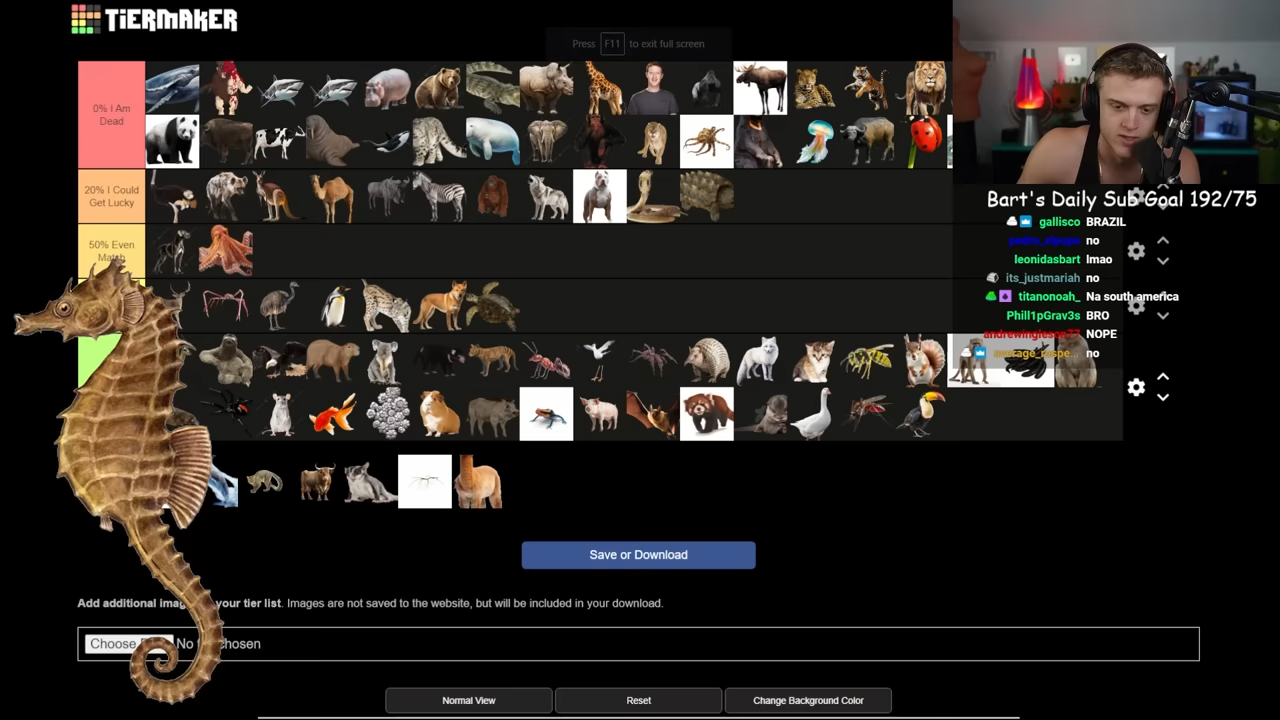 TiERMAKER
Press F11 to exit full screen
0% I Am
Dead
20% I Could
Get Lucky
50% Even
Match
Bart's Daily Sub Goal 192/75
gallisco BRAZIL
no
leonidasbart lmao
its_justmariah no
titanonoah_ Na south america
Phill1pGrav3s BRO
andrewingleson77 NOPE
average_respe... no
Save or Download
Add additional your tier list. Images are not saved to the website, but will be included in your download.
Choose No chosen
Normal View
Reset
Change Background Color